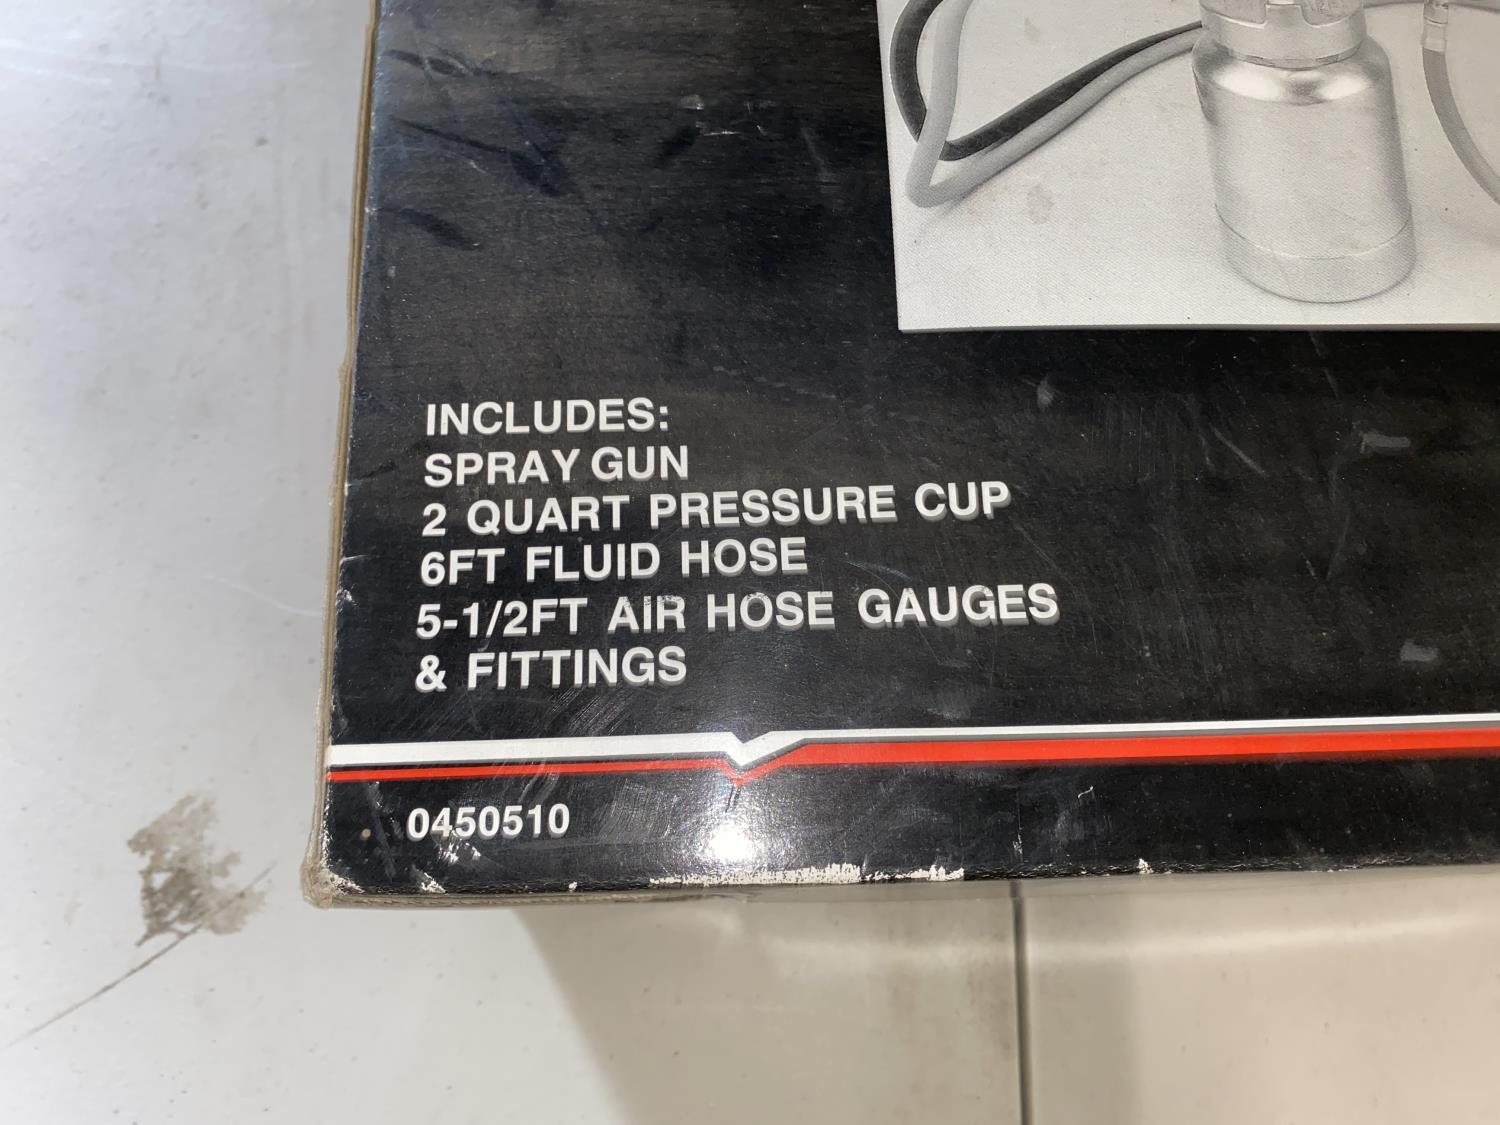 INCLUDES:
SPRAY GUN
2 QUART PRESSURE CUP
6FT FLUID HOSE
5-1/2FT AIR HOSE GAUGES
& FITTINGS
0450510